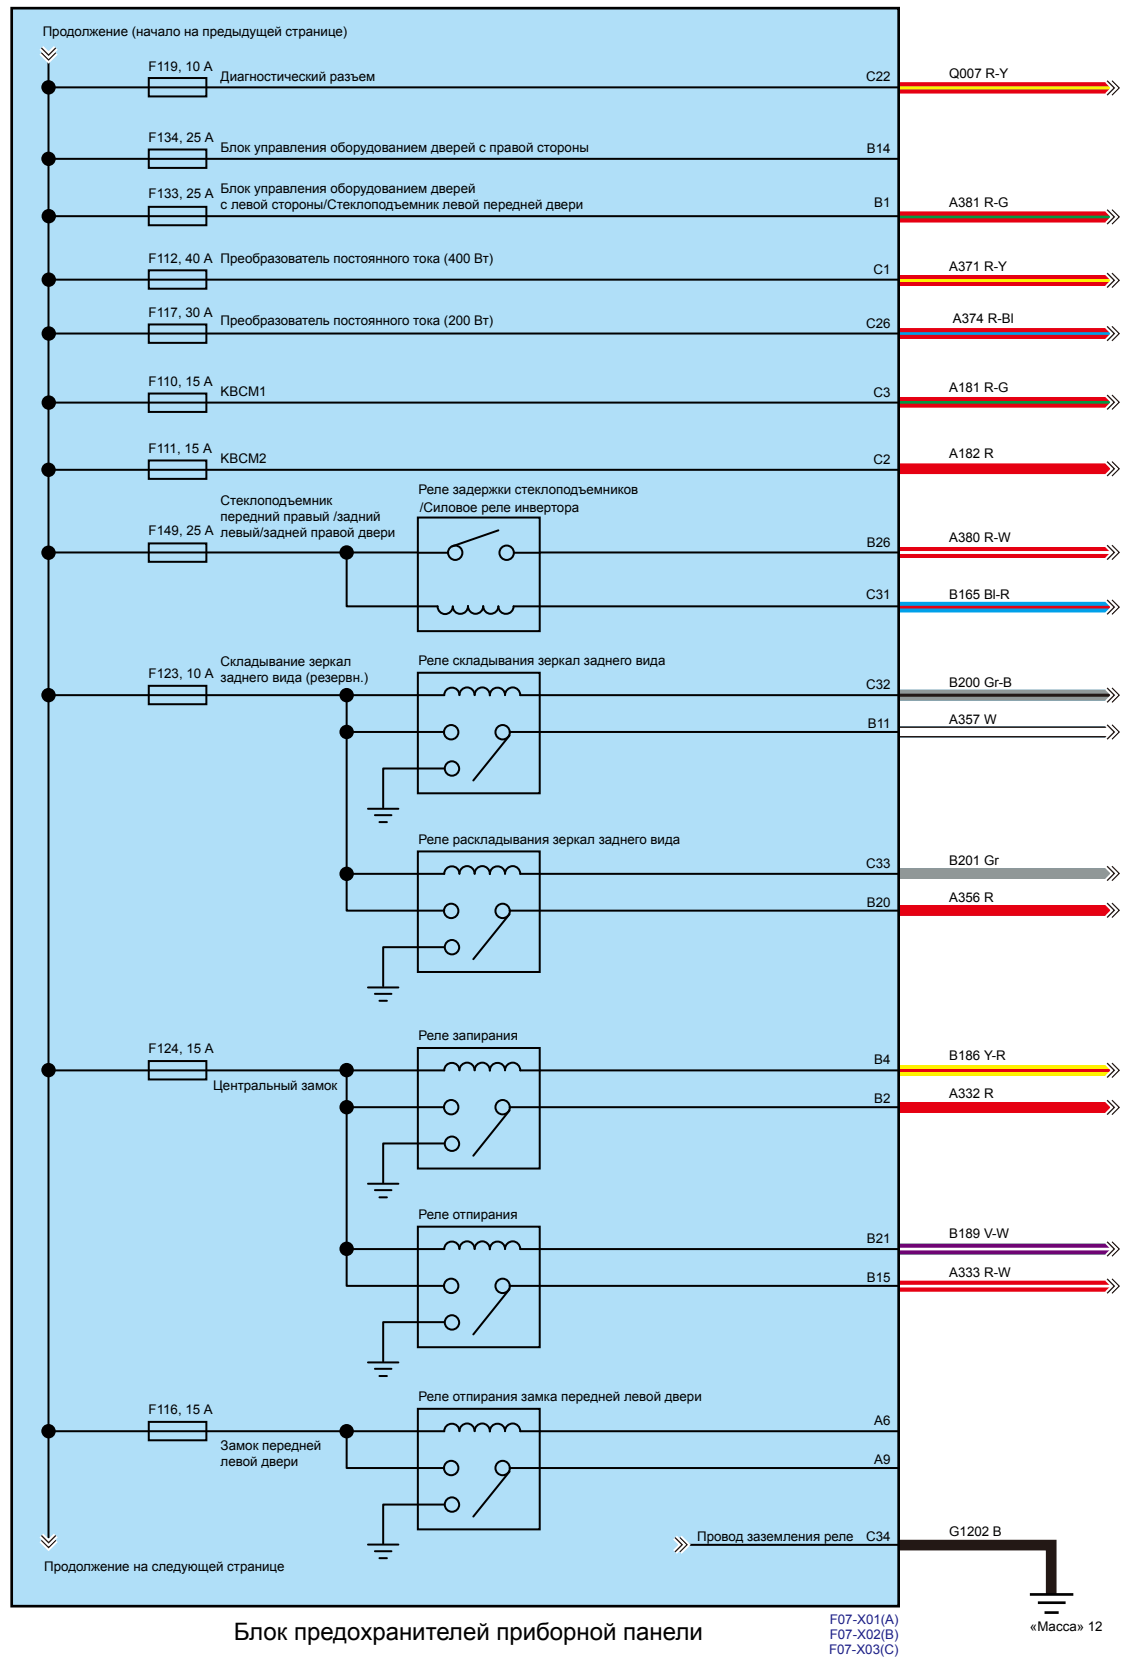 Продолжение (начало на предыдущей странице)
F119, 10 А
Диагностический разъем
C22
Q007 R-Y
F134, 25 А
Блок управления оборудованием дверей с правой стороны
B14
F133, 25 А
Блок управления оборудованием дверей
с левой стороны/Стеклоподъемник левой передней двери
B1
A381 R-G
F112, 40 А
Преобразователь постоянного тока (400 Вт)
C1
A371 R-Y
F117, 30 А
Преобразователь постоянного тока (200 Вт)
C26
A374 R-Bl
F110, 15 А
KBCM1
C3
A181 R-G
F111, 15 А
KBCM2
C2
A182 R
Стеклоподъемник
передний правый /задний
левый/задней правой двери
F149, 25 А
Реле задержки стеклоподъемников
/Силовое реле инвертора
B26
A380 R-W
C31
B165 Bl-R
F123, 10 А
Складывание зеркал
заднего вида (резервн.)
Реле складывания зеркал заднего вида
C32
B200 Gr-B
B11
A357 W
Реле раскладывания зеркал заднего вида
C33
B201 Gr
B20
A356 R
F124, 15 А
Центральный замок
Реле запирания
B4
B186 Y-R
B2
A332 R
Реле отпирания
B21
B189 V-W
B15
A333 R-W
F116, 15 А
Замок передней
левой двери
Реле отпирания замка передней левой двери
A6
A9
Провод заземления реле
C34
G1202 B
Продолжение на следующей странице
«Масса» 12
Блок предохранителей приборной панели
F07-X01(A)
F07-X02(B)
F07-X03(C)